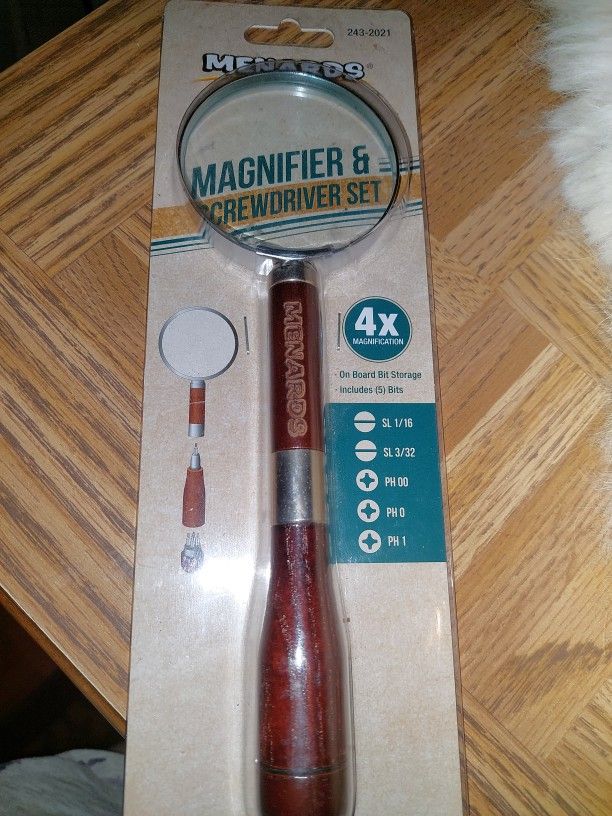 243-2021
MENARDS®
MAGNIFIER &
SCREWDRIVER SET
MENARDS
4x
MAGNIFICATION
· On Board Bit Storage
· Includes (5) Bits
SL 1/16
SL 3/32
PH 00
PH 0
PH 1